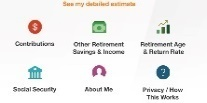 See my detailed estimate
Contributions
Other Retirement
Savings & Income
Retirement Age
& Return Rate
Social Security
About Me
Privacy / How
This Works